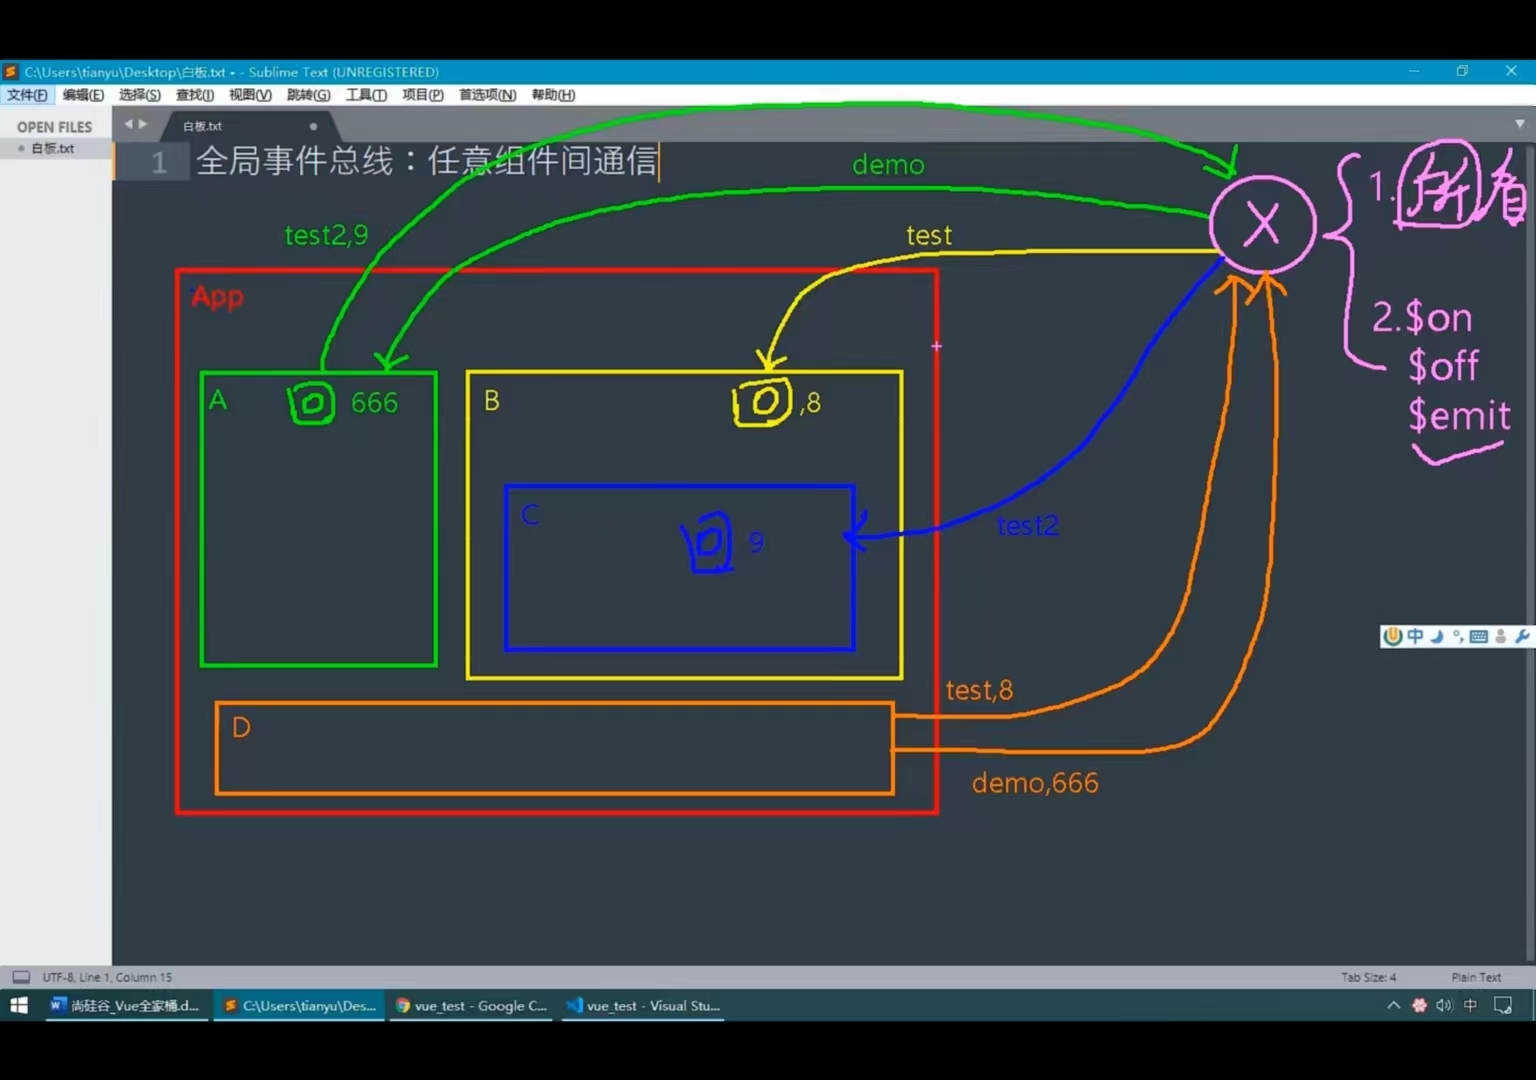 C:\Users\tianyu\Desktop\白板.txt • - Sublime Text (UNREGISTERED)
文件(F) 编辑(E) 选择(S) 查找(I) 视图(V) 跳转(G) 工具(T) 项目(P) 首选项(N) 帮助(H)
OPEN FILES
白板.txt
白板.txt
1 全局事件总线：任意组件间通信
demo
test2,9
test
X
1.所 看
2.$on
$off
$emit
App
A 666
B ,8
C 9
test2
中
test,8
D
demo,666
UTF-8, Line 1, Column 15
Tab Size: 4 Plain Text
尚硅谷_Vue全家桶.d...
C:\Users\tianyu\Des...
vue_test - Google C...
vue_test - Visual Stu...
中